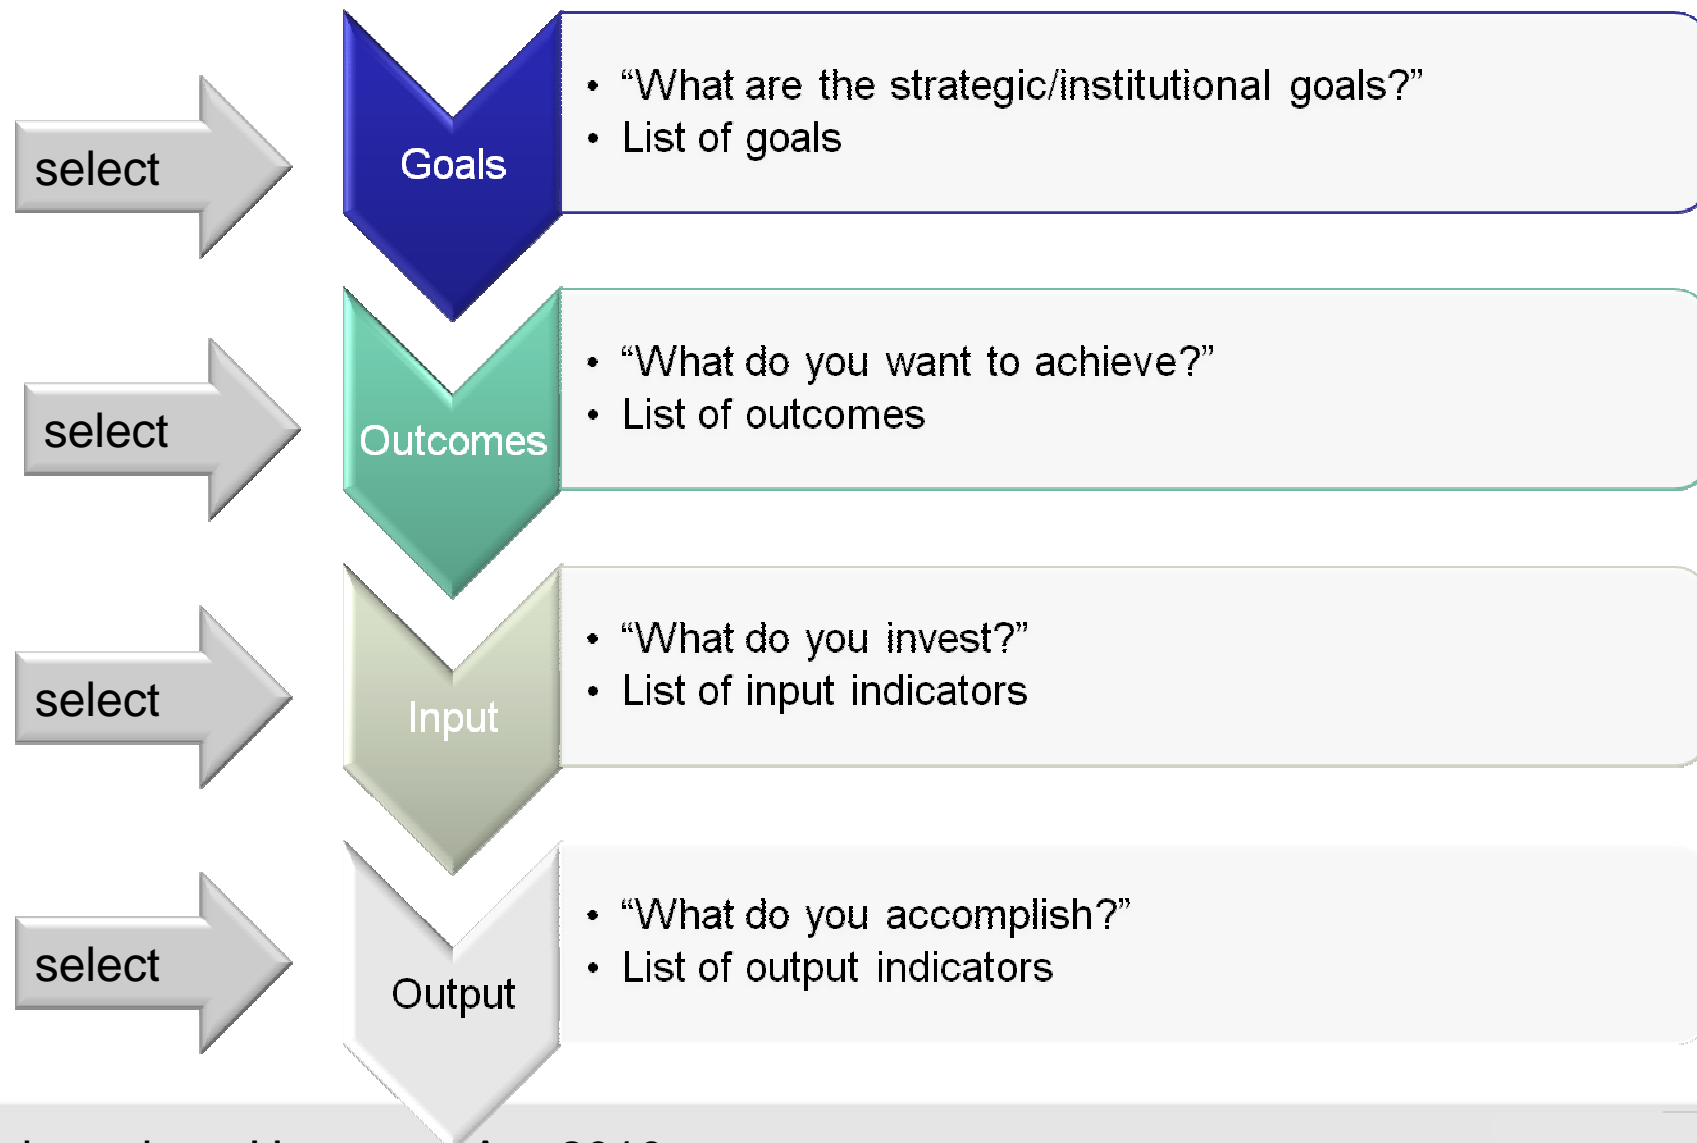 select
Goals
• “What are the strategic/institutional goals?”
• List of goals
select
Outcomes
• “What do you want to achieve?”
• List of outcomes
select
Input
• “What do you invest?”
• List of input indicators
select
Output
• “What do you accomplish?”
• List of output indicators
2010